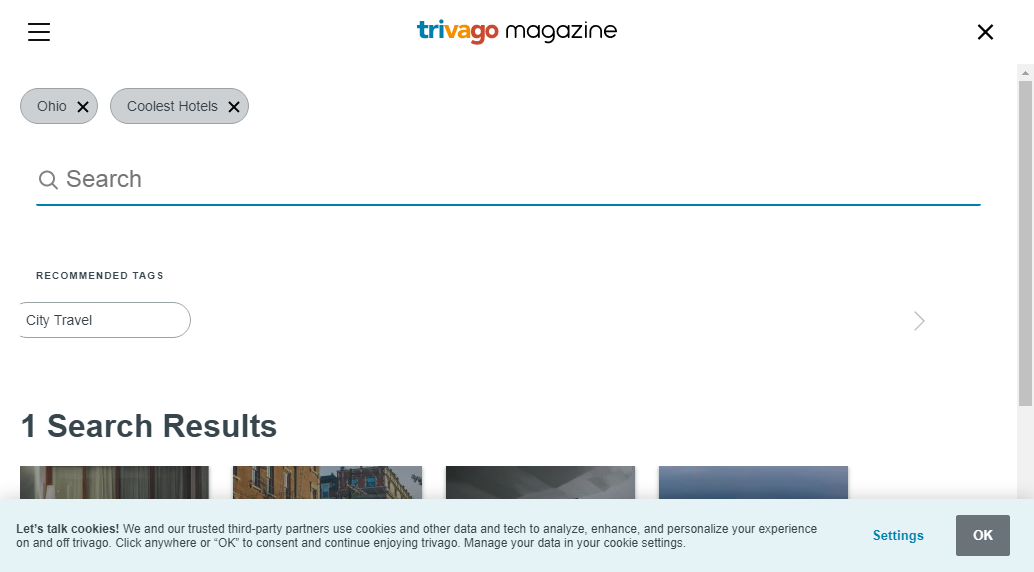 trivago magazine
Ohio
Coolest Hotels
Search
RECOMMENDED TAGS
City Travel
1 Search Results
Let's talk cookies! We and our trusted third-party partners use cookies and other data and tech to analyze, enhance, and personalize your experience
on and off trivago. Click anywhere or “OK” to consent and continue enjoying trivago. Manage your data in your cookie settings.
Settings
OK